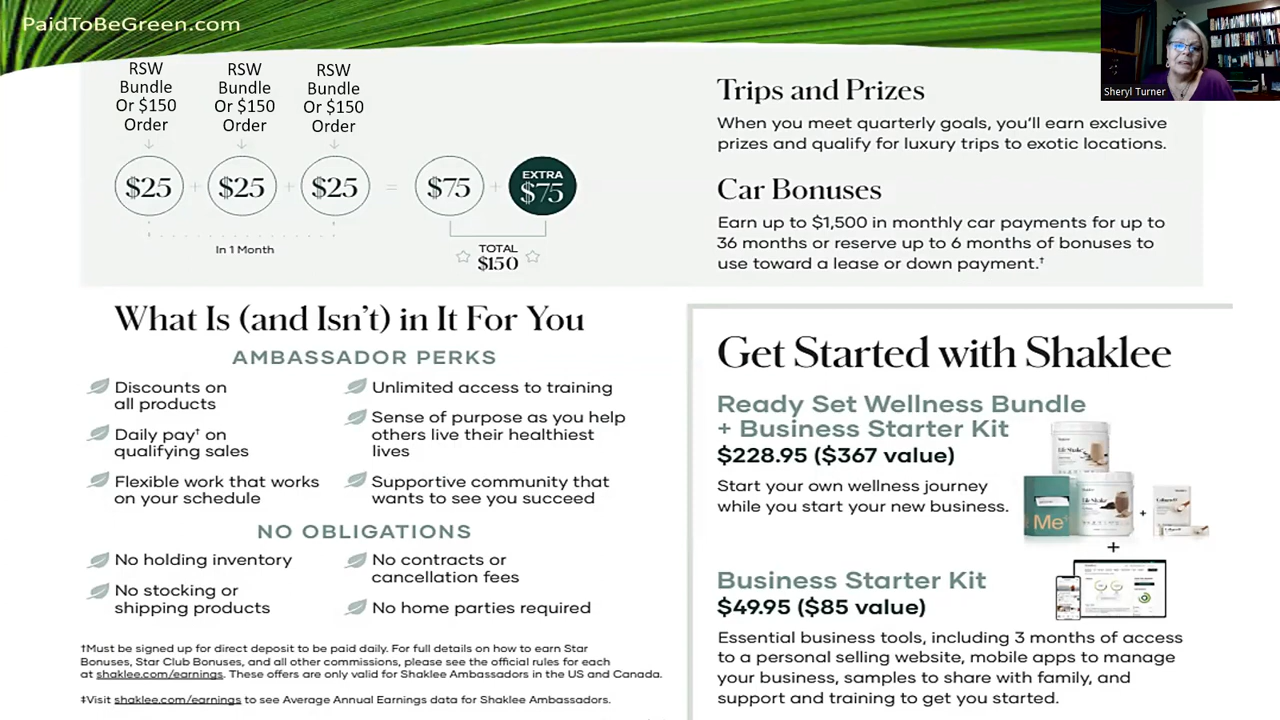 PaidToBeGreen.com
Sheryl Turner
RSW
Bundle
Or $150
Order
RSW
Bundle
Or $150
Order
RSW
Bundle
Or $150
Order
$25 + $25 + $25 = $75 + EXTRA $75
In 1 Month
TOTAL
$150
Trips and Prizes
When you meet quarterly goals, you'll earn exclusive
prizes and qualify for luxury trips to exotic locations.
Car Bonuses
Earn up to $1,500 in monthly car payments for up to
36 months or reserve up to 6 months of bonuses to
use toward a lease or down payment.†
What Is (and Isn't) in It For You
AMBASSADOR PERKS
Discounts on
all products
Daily pay† on
qualifying sales
Flexible work that works
on your schedule
Unlimited access to training
Sense of purpose as you help
others live their healthiest
lives
Supportive community that
wants to see you succeed
NO OBLIGATIONS
No holding inventory
No stocking or
shipping products
No contracts or
cancellation fees
No home parties required
†Must be signed up for direct deposit to be paid daily. For full details on how to earn Star
Bonuses, Star Club Bonuses, and all other commissions, please see the official rules for each
at shaklee.com/earnings. These offers are only valid for Shaklee Ambassadors in the US and Canada.
‡Visit shaklee.com/earnings to see Average Annual Earnings data for Shaklee Ambassadors.
Get Started with Shaklee
Ready Set Wellness Bundle
+ Business Starter Kit
$228.95 ($367 value)
Start your own wellness journey
while you start your new business.
Life Shake
Life Shake
Me
+
+
Business Starter Kit
$49.95 ($85 value)
Essential business tools, including 3 months of access
to a personal selling website, mobile apps to manage
your business, samples to share with family, and
support and training to get you started.